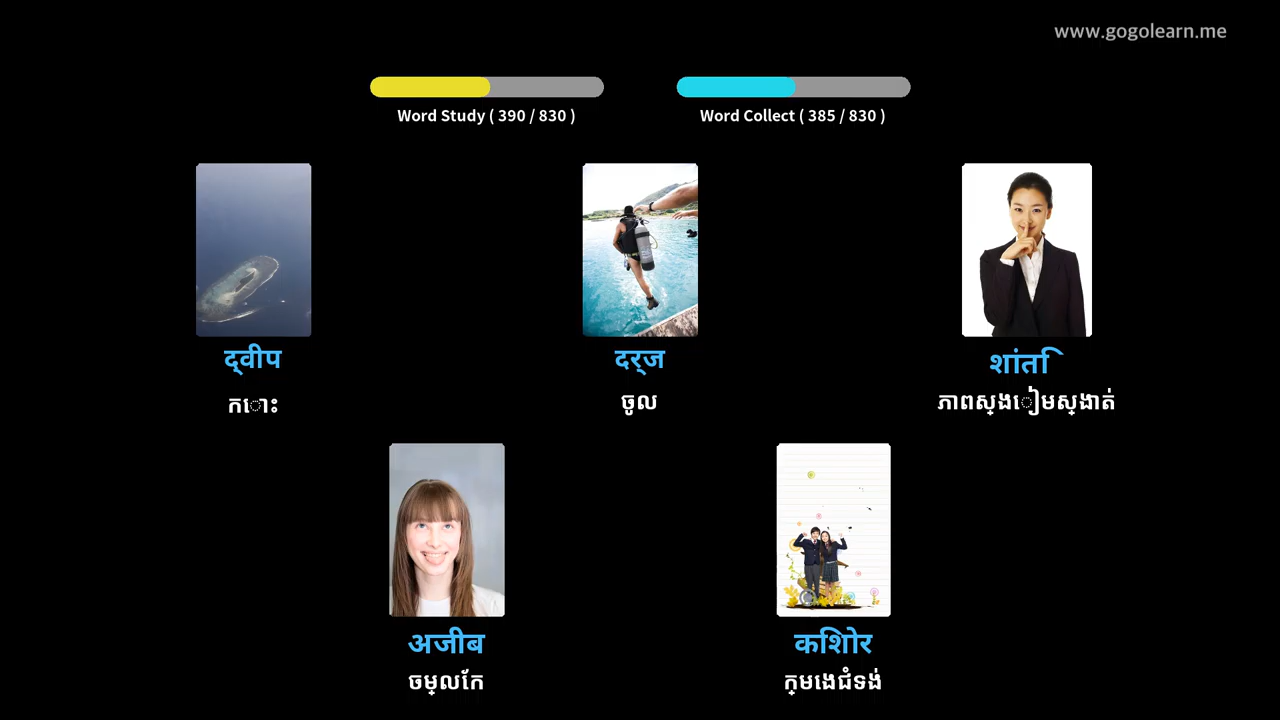 www.gogolearn.me
Word Study ( 390 / 830 ) Word Collect ( 385 / 830 )
द्वीप दर्ज शांति
កោះ ចូល ភាពស្ងៀមស្ងាត់
अजीब किशोर
ចម្លែក ក្មេងជំទង់